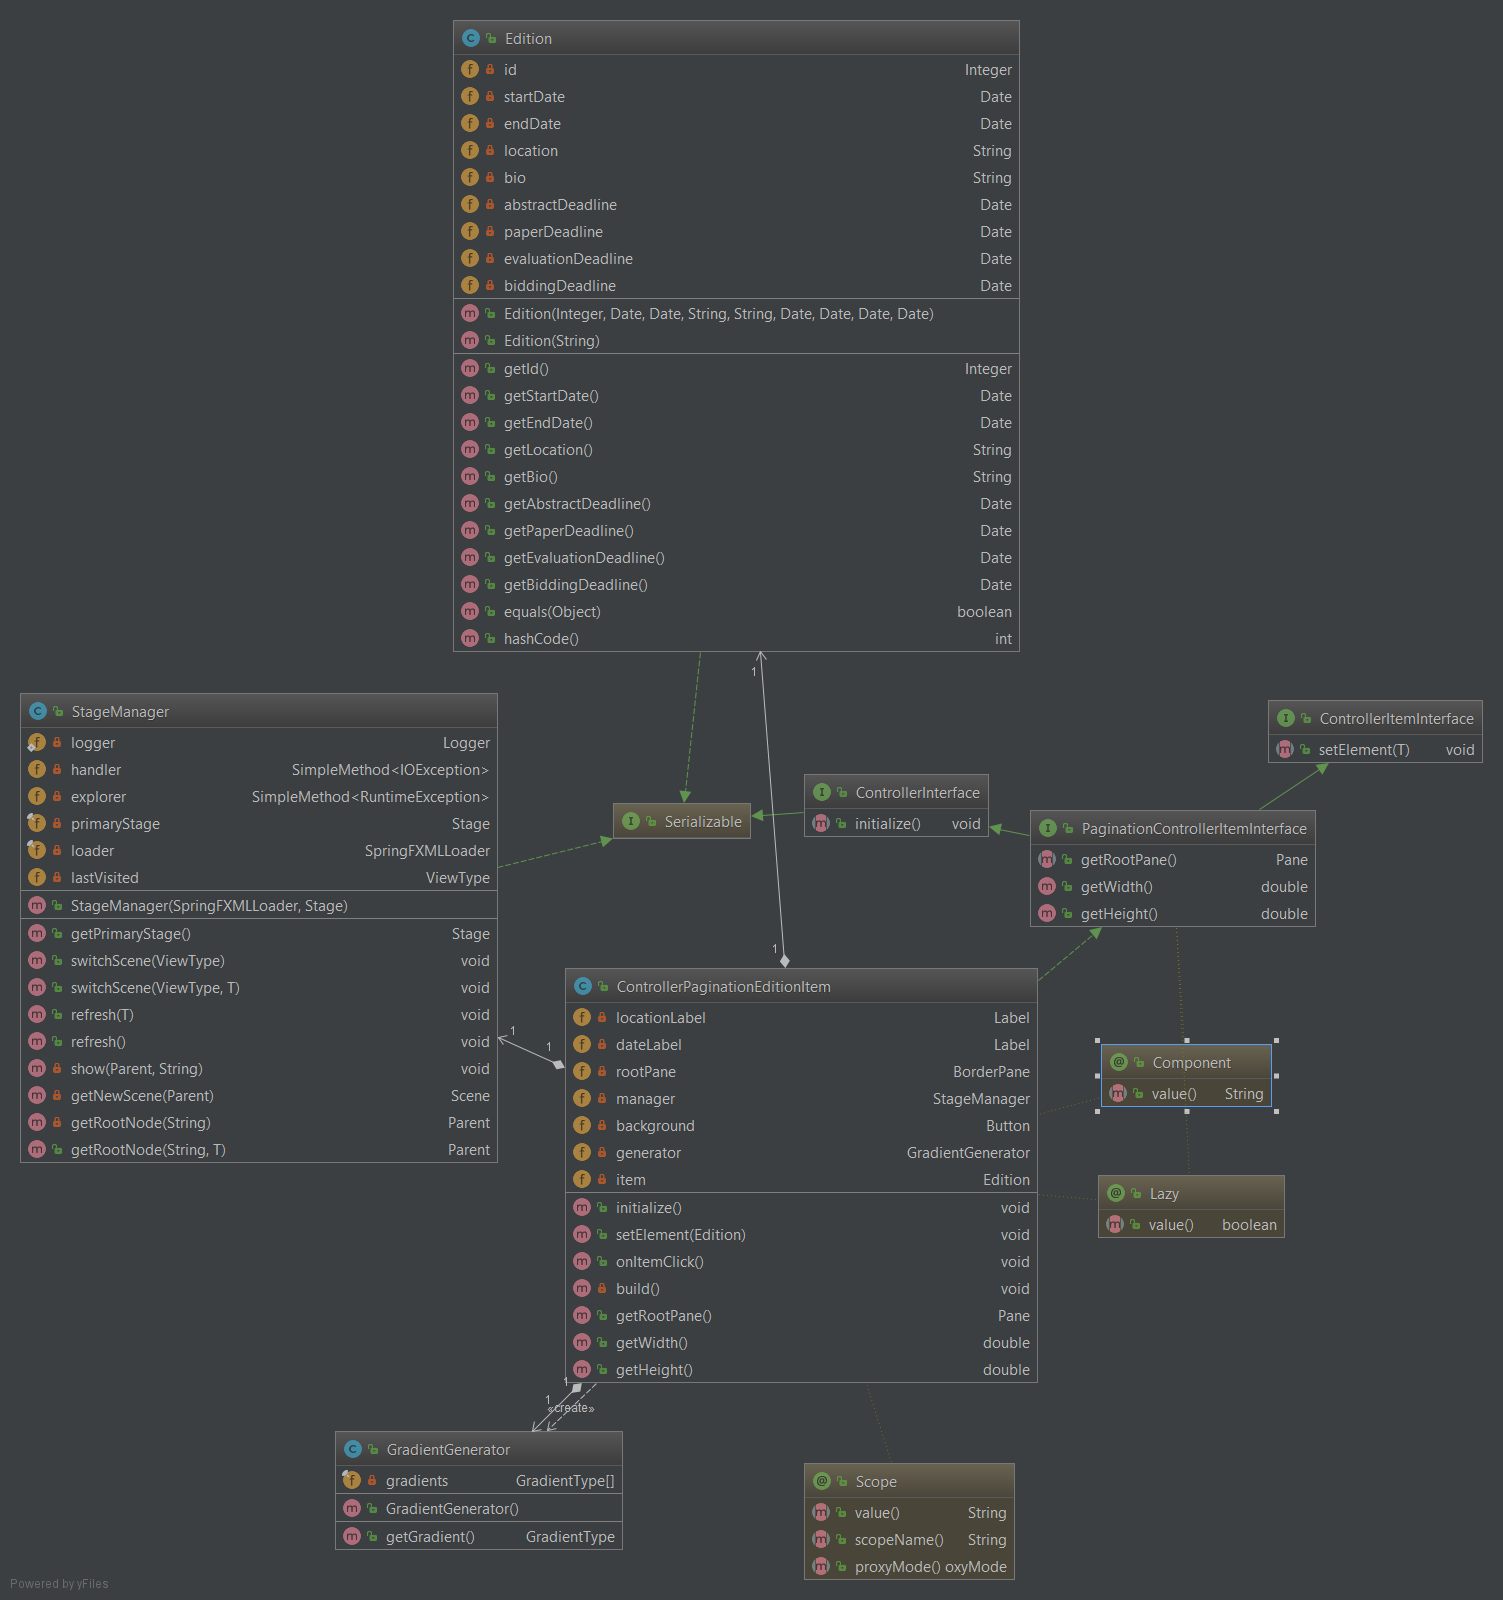 Edition
id Integer
startDate Date
endDate Date
location String
bio String
abstractDeadline Date
paperDeadline Date
evaluationDeadline Date
biddingDeadline Date
Edition(Integer, Date, Date, String, String, Date, Date, Date, Date)
Edition(String)
getId() Integer
getStartDate() Date
getEndDate() Date
getLocation() String
getBio() String
getAbstractDeadline() Date
getPaperDeadline() Date
getEvaluationDeadline() Date
getBiddingDeadline() Date
equals(Object) boolean
hashCode() int
1
StageManager
logger Logger
handler SimpleMethod<IOException>
explorer SimpleMethod<RuntimeException>
primaryStage Stage
loader SpringFXMLLoader
lastVisited ViewType
StageManager(SpringFXMLLoader, Stage)
getPrimaryStage() Stage
switchScene(ViewType) void
switchScene(ViewType, T) void
refresh(T) void
refresh() void
show(Parent, String) void
getNewScene(Parent) Scene
getRootNode(String) Parent
getRootNode(String, T) Parent
Serializable
ControllerInterface
initialize() void
ControllerItemInterface
setElement(T) void
PaginationControllerItemInterface
getRootPane() Pane
getWidth() double
getHeight() double
1
1
1
ControllerPaginationEditionItem
locationLabel Label
dateLabel Label
rootPane BorderPane
manager StageManager
background Button
generator GradientGenerator
item Edition
initialize() void
setElement(Edition) void
onItemClick() void
build() void
getRootPane() Pane
getWidth() double
getHeight() double
Component
value() String
Lazy
value() boolean
1
1
«create»
GradientGenerator
gradients GradientType[]
GradientGenerator()
getGradient() GradientType
Scope
value() String
scopeName() String
proxyMode() oxyMode
Powered by yFiles